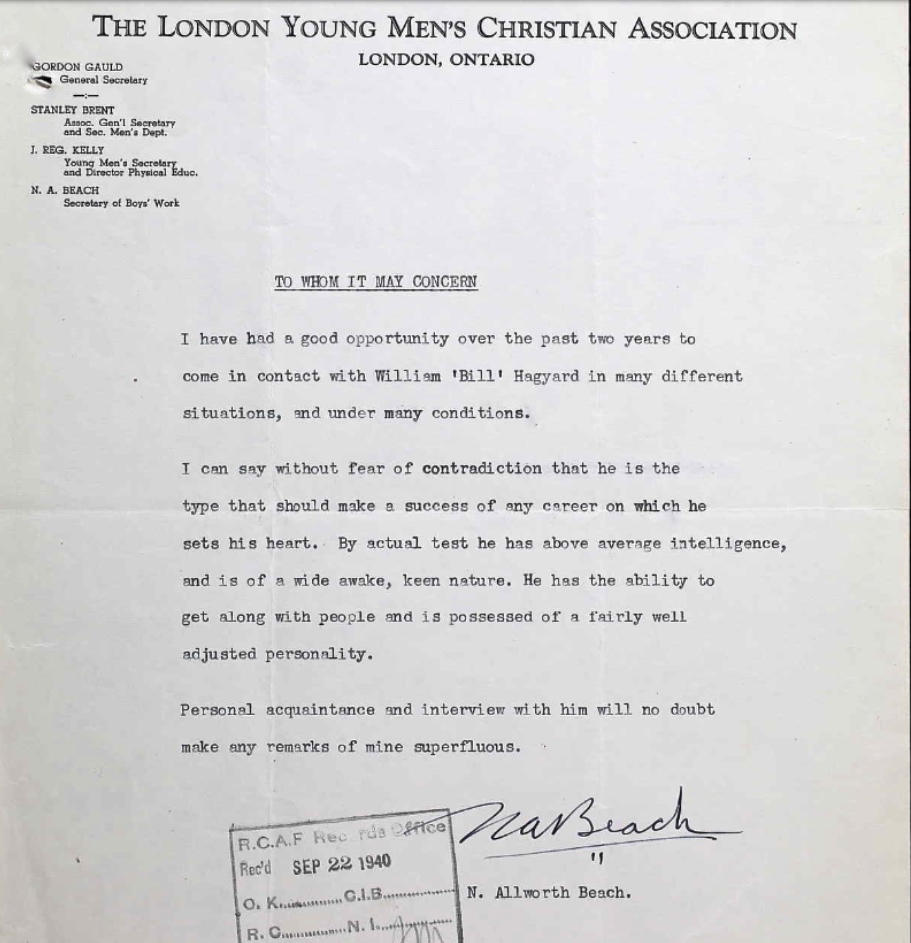 THE LONDON YOUNG MEN'S CHRISTIAN ASSOCIATION
LONDON, ONTARIO
GORDON GAULD
General Secretary
—:—
STANLEY BRENT
Assoc. Gen'l Secretary
and Sec. Men's Dept.
J. REG. KELLY
Young Men's Secretary
and Director Physical Educ.
N. A. BEACH
Secretary of Boys' Work
TO WHOM IT MAY CONCERN
I have had a good opportunity over the past two years to
come in contact with William 'Bill' Hagyard in many different
situations, and under many conditions.
I can say without fear of contradiction that he is the
type that should make a success of any career on which he
sets his heart. By actual test he has above average intelligence,
and is of a wide awake, keen nature. He has the ability to
get along with people and is possessed of a fairly well
adjusted personality.
Personal acquaintance and interview with him will no doubt
make any remarks of mine superfluous.
NABeach
"
N. Allworth Beach.
R.C.A.F Records Office
Rec'd SEP 22 1940
O. K. C.I.B.
R. C. N. I.